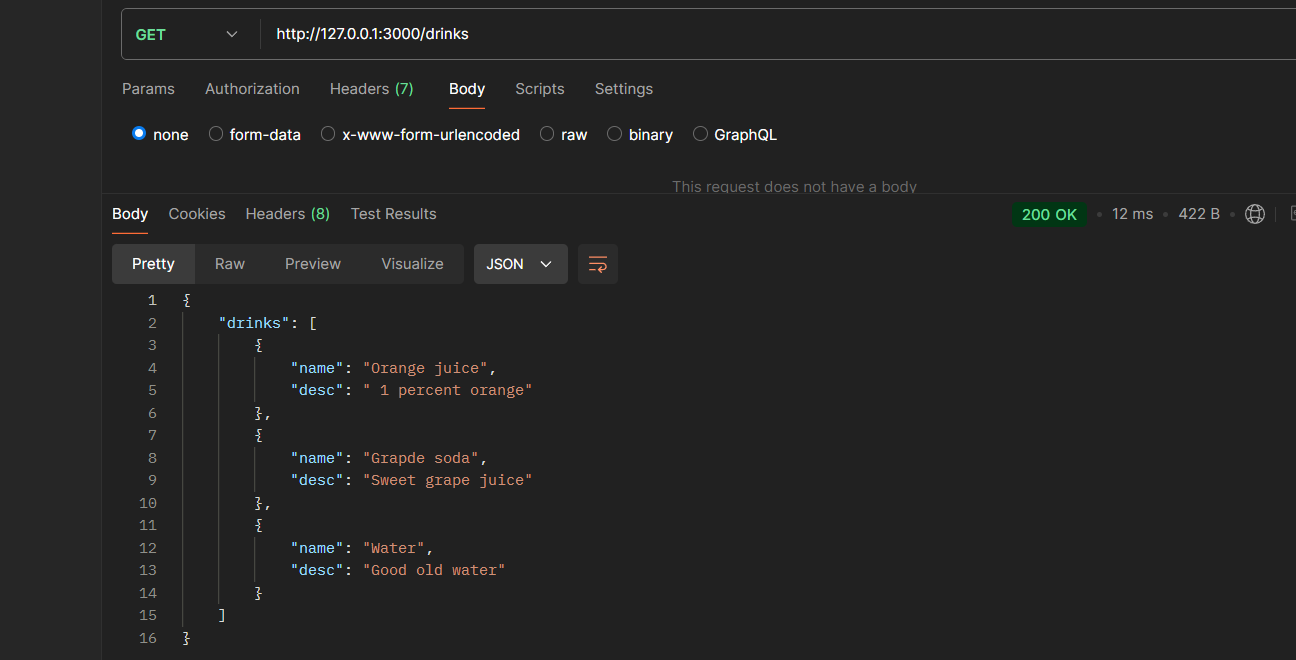 GET http://127.0.0.1:3000/drinks
Params Authorization Headers (7) Body Scripts Settings
none form-data x-www-form-urlencoded raw binary GraphQL
This request does not have a body
Body Cookies Headers (8) Test Results 200 OK • 12 ms • 422 B •
Pretty Raw Preview Visualize JSON
1 {
2 "drinks": [
3 {
4 "name": "Orange juice",
5 "desc": " 1 percent orange"
6 },
7 {
8 "name": "Grapde soda",
9 "desc": "Sweet grape juice"
10 },
11 {
12 "name": "Water",
13 "desc": "Good old water"
14 }
15 ]
16 }